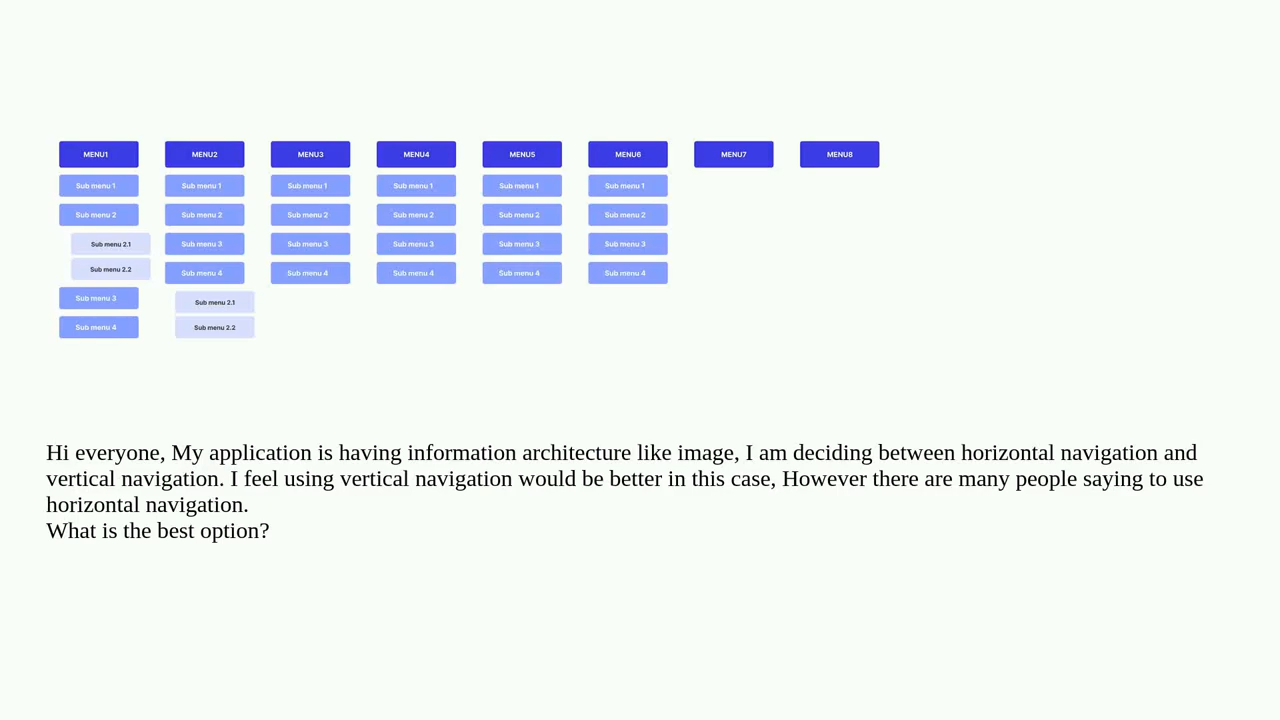 MENU1 MENU2 MENU3 MENU4 MENU5 MENU6 MENU7 MENU8
Sub menu 1 Sub menu 1 Sub menu 1 Sub menu 1 Sub menu 1 Sub menu 1
Sub menu 2 Sub menu 2 Sub menu 2 Sub menu 2 Sub menu 2 Sub menu 2
Sub menu 2.1 Sub menu 3 Sub menu 3 Sub menu 3 Sub menu 3 Sub menu 3
Sub menu 2.2 Sub menu 4 Sub menu 4 Sub menu 4 Sub menu 4 Sub menu 4
Sub menu 3 Sub menu 2.1
Sub menu 4 Sub menu 2.2
Hi everyone, My application is having information architecture like image, I am deciding between horizontal navigation and
vertical navigation. I feel using vertical navigation would be better in this case, However there are many people saying to use
horizontal navigation.
What is the best option?